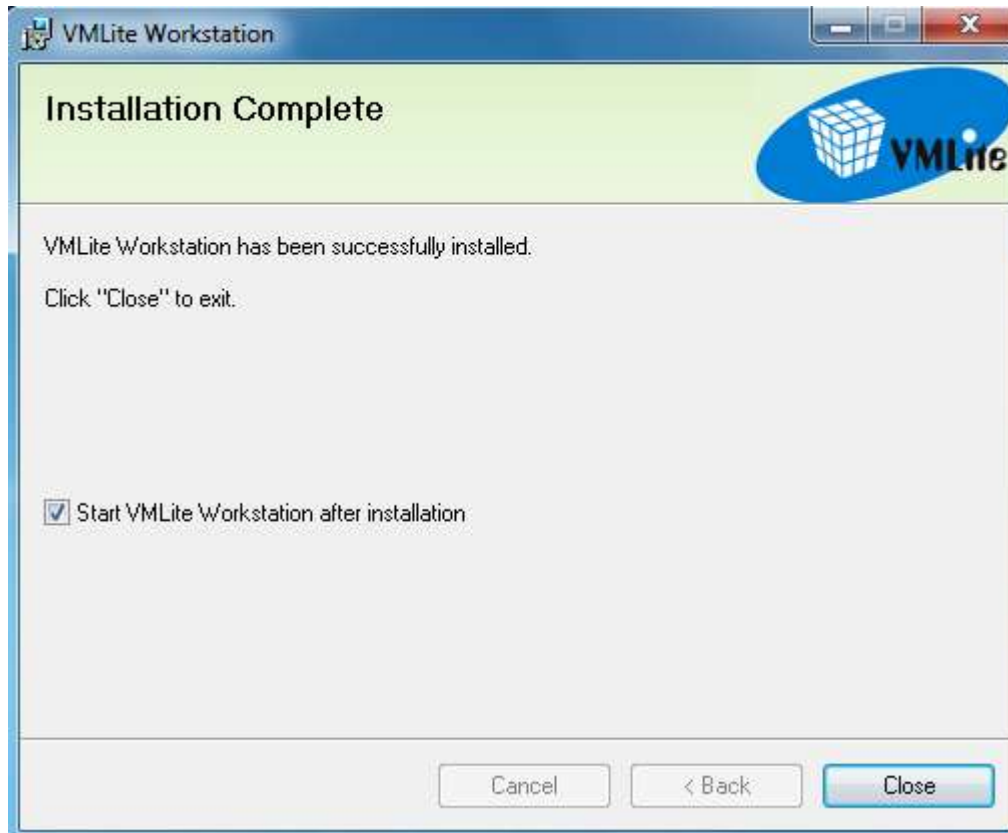 VMLite Workstation
Installation Complete
VMLite
VMLite Workstation has been successfully installed.
Click "Close" to exit.
Start VMLite Workstation after installation
Cancel
< Back
Close